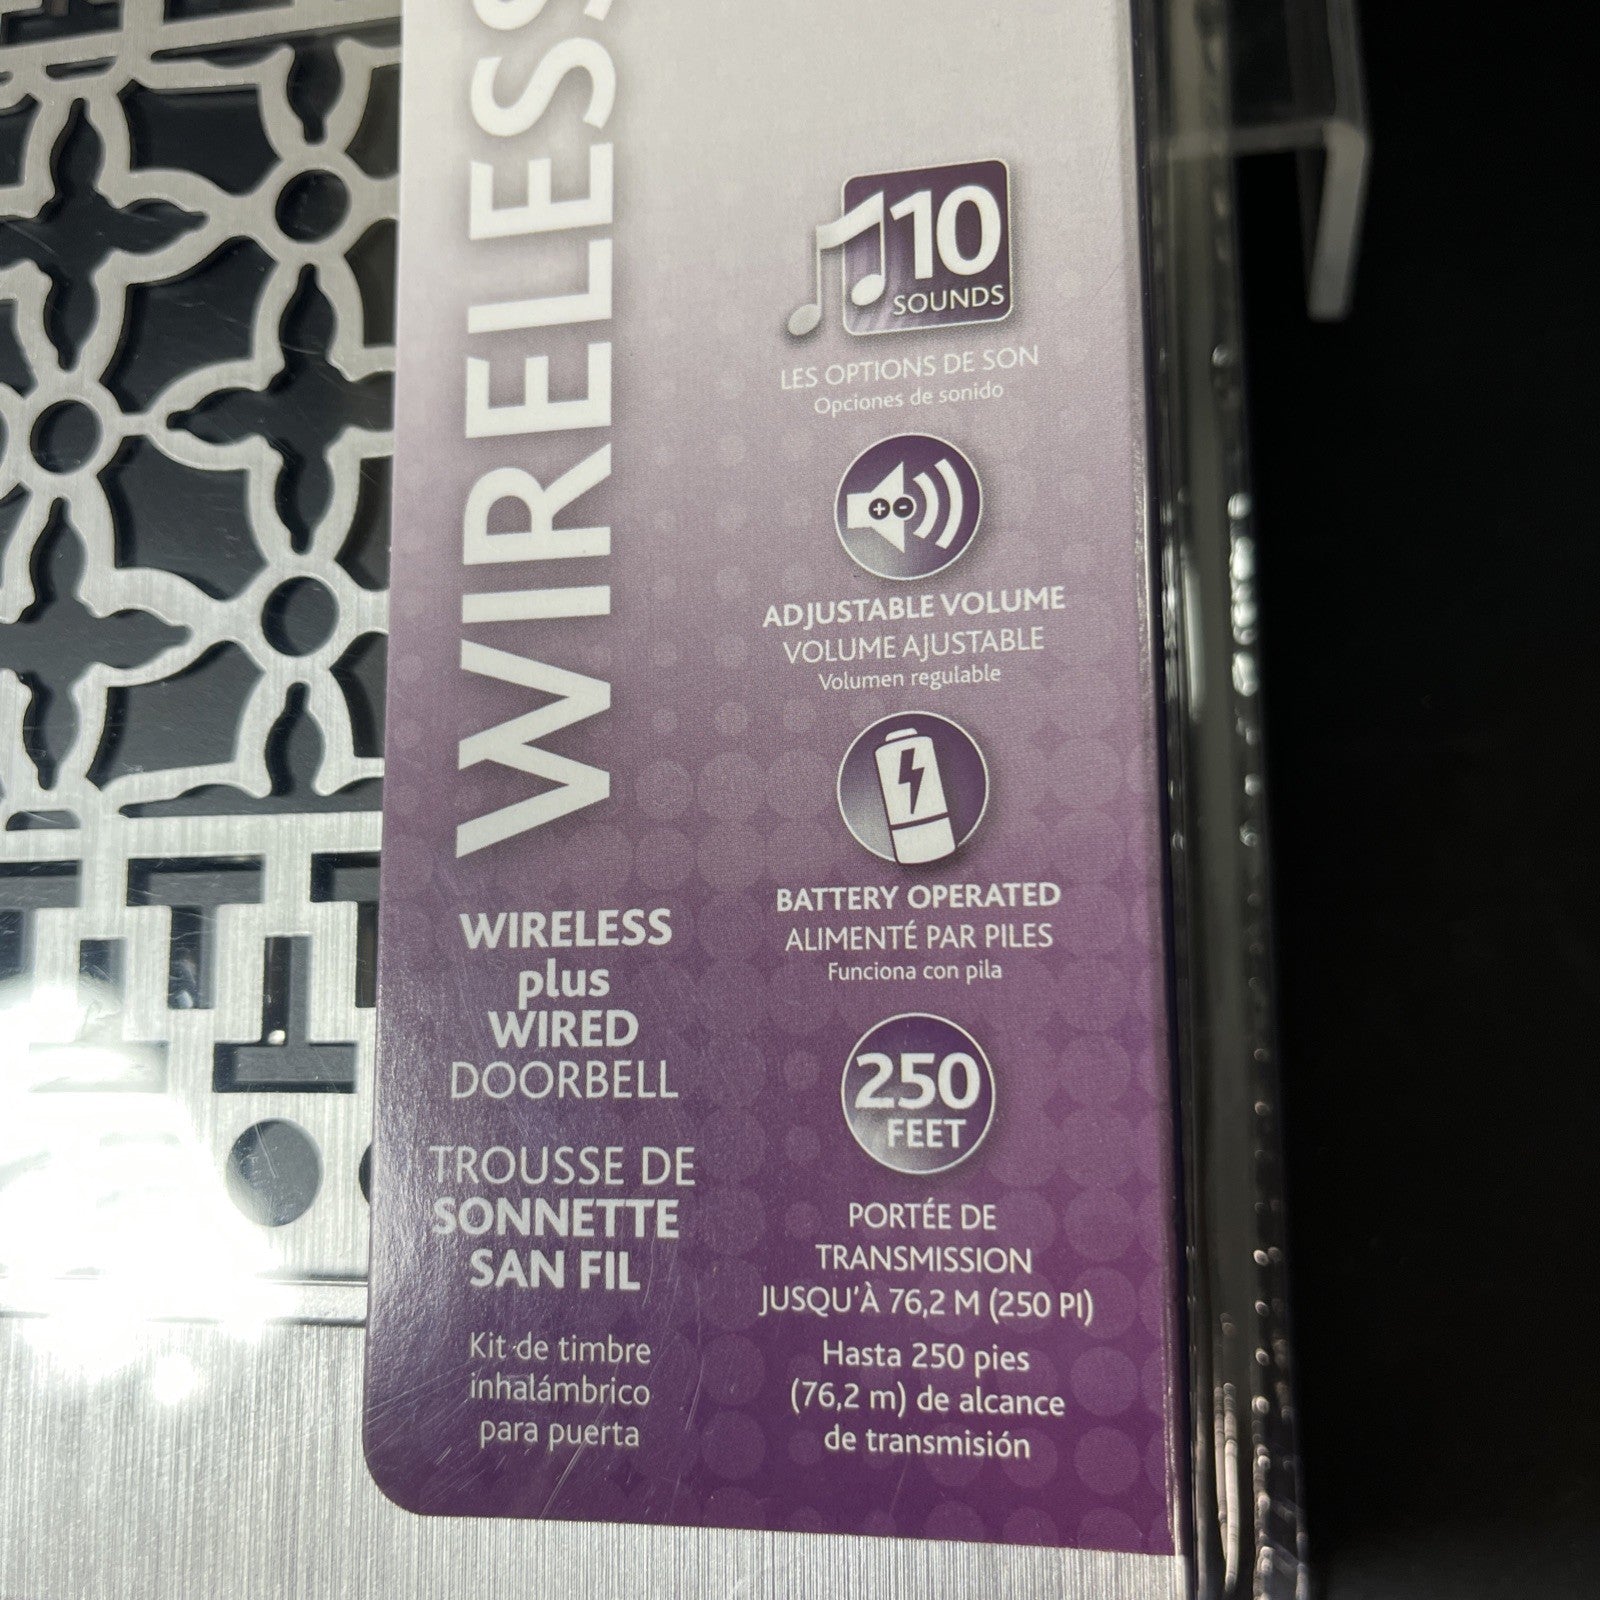 WIRELESS
WIRELESS
plus
WIRED
DOORBELL
TROUSSE DE
SONNETTE
SAN FIL
Kit de timbre
inhalámbrico
para puerta
10
SOUNDS
LES OPTIONS DE SON
Opciones de sonido
ADJUSTABLE VOLUME
VOLUME AJUSTABLE
Volumen regulable
BATTERY OPERATED
ALIMENTÉ PAR PILES
Funciona con pila
250
FEET
PORTÉE DE
TRANSMISSION
JUSQU'À 76,2 M (250 PI)
Hasta 250 pies
(76,2 m) de alcance
de transmisión